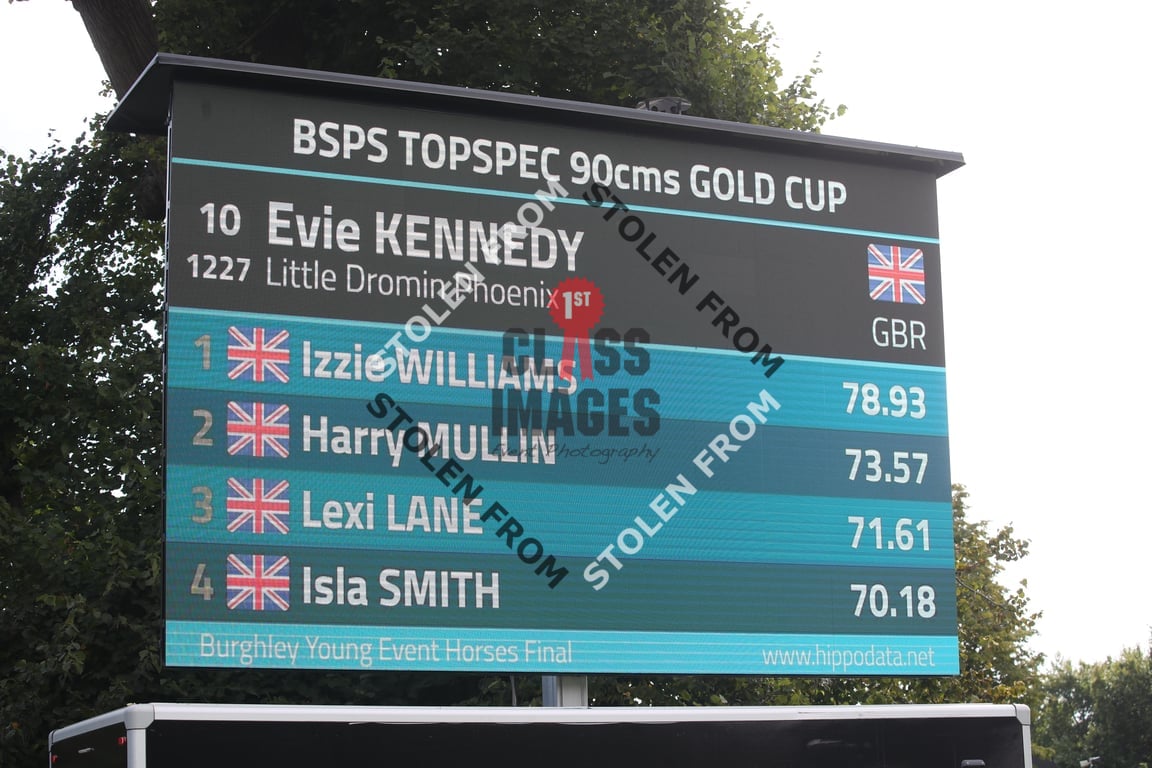 BSPS TOPSPEC 90cms GOLD CUP
10 Evie KENNEDY
1227 Little Dromin Phoenix
GBR
1 Izzie WILLIAMS 78.93
2 Harry MULLIN 73.57
3 Lexi LANE 71.61
4 Isla SMITH 70.18
Burghley Young Event Horses Final www.hippodata.net
STOLEN FROM
STOLEN FROM
STOLEN FROM
STOLEN FROM
1ST
CLASS
IMAGES
Event Photography